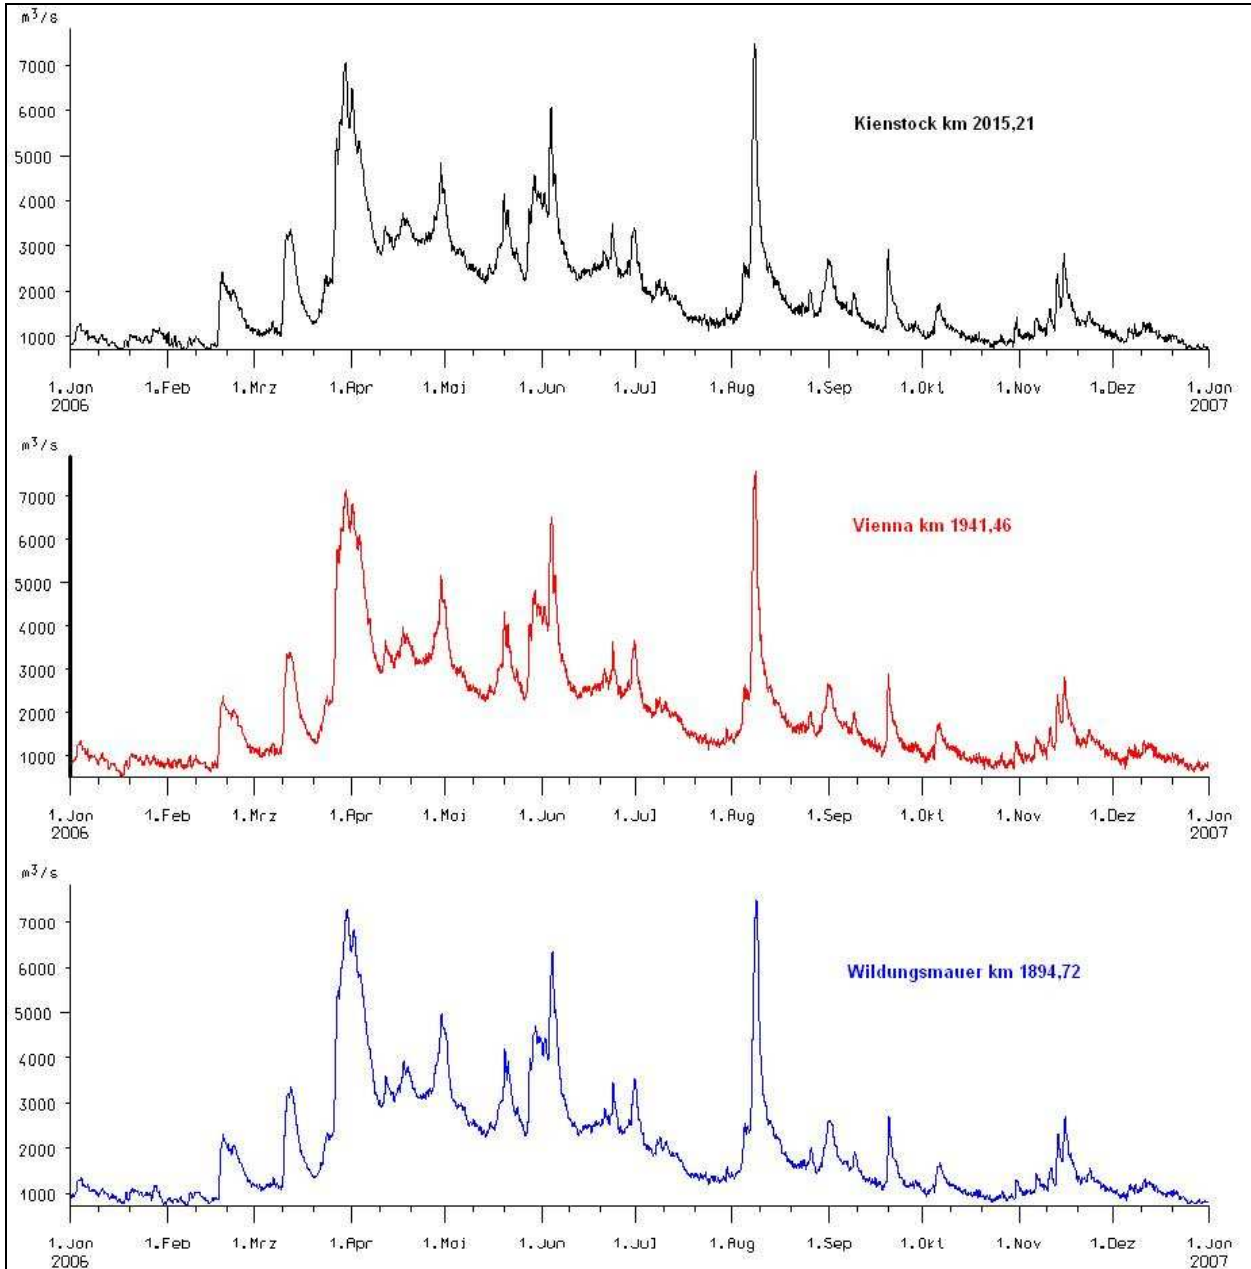 m³/s
7000
6000
5000
4000
3000
2000
1000
Kienstock km 2015,21
1.Jan 1.Feb 1.Mrz 1.Apr 1.Mai 1.Jun 1.Jul 1.Aug 1.Sep 1.Okt 1.Nov 1.Dez 1.Jan
2006 2007
m³/s
7000
6000
5000
4000
3000
2000
1000
Vienna km 1941,46
1.Jan 1.Feb 1.Mrz 1.Apr 1.Mai 1.Jun 1.Jul 1.Aug 1.Sep 1.Okt 1.Nov 1.Dez 1.Jan
2006 2007
m³/s
7000
6000
5000
4000
3000
2000
1000
Wildungsmauer km 1894,72
1.Jan 1.Feb 1.Mrz 1.Apr 1.Mai 1.Jun 1.Jul 1.Aug 1.Sep 1.Okt 1.Nov 1.Dez 1.Jan
2006 2007